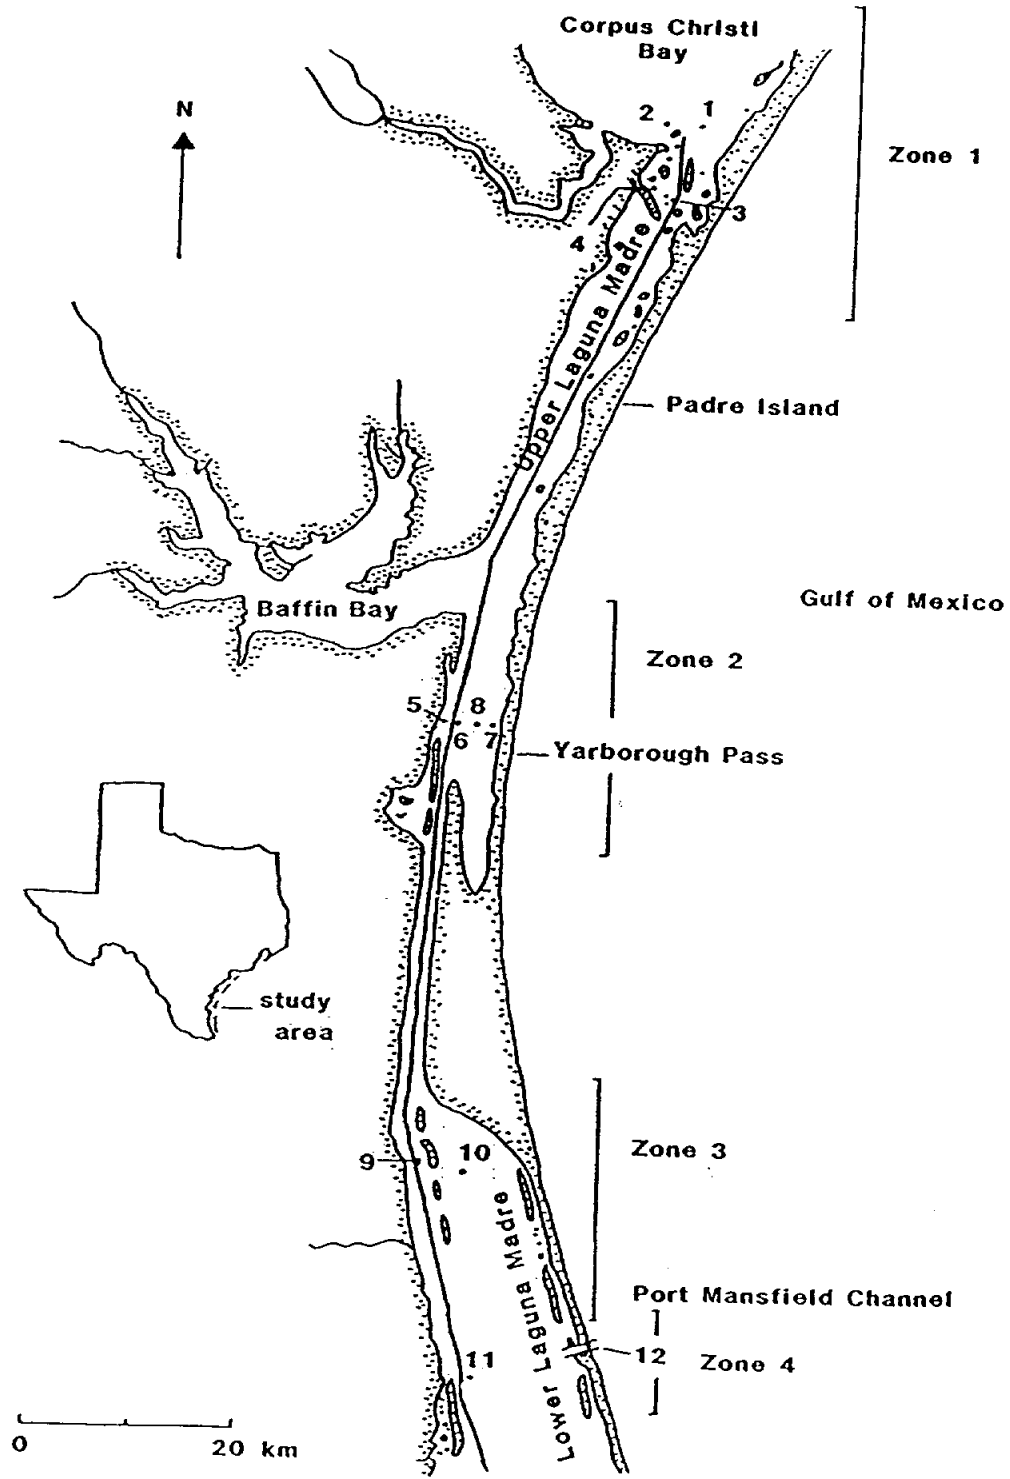 Corpus Christi
Bay
N
2
1
Zone 1
3
4
Upper Laguna Madre
Padre Island
Baffin Bay
Gulf of Mexico
Zone 2
5
8
6
7
Yarborough Pass
study
area
Zone 3
9
10
Lower Laguna Madre
Port Mansfield Channel
11
12
Zone 4
0
20 km